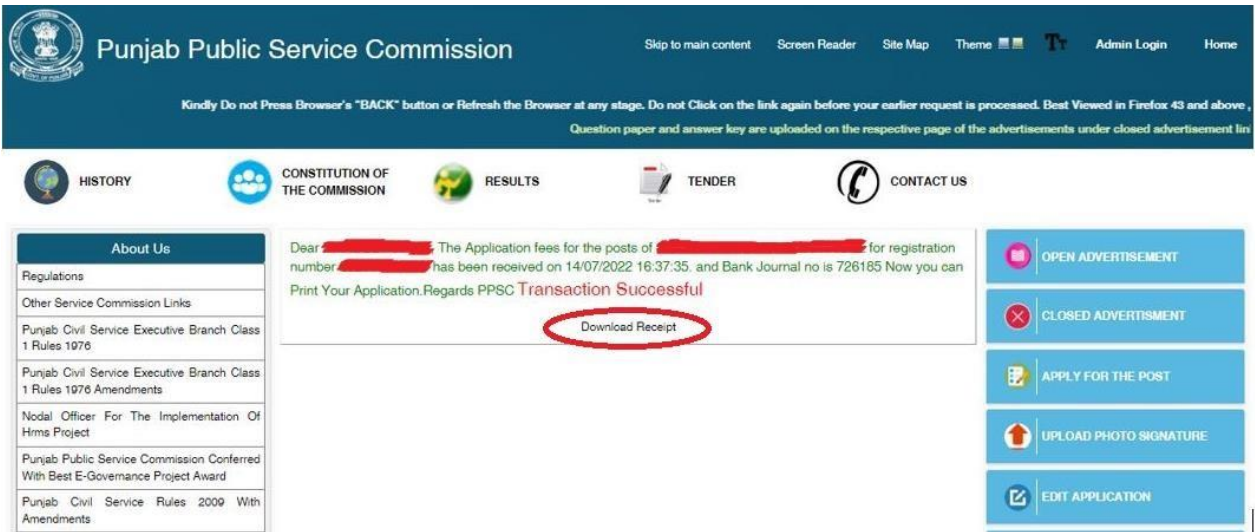 Punjab Public Service Commission
Skip to main content
Screen Reader
Site Map
Theme
TT
Admin Login
Home
Kindly Do not Press Browser's "BACK" button or Refresh the Browser at any stage. Do not Click on the link again before your earlier request is processed. Best Viewed in Firefox 43 and above ,
Question paper and answer key are uploaded on the respective page of the advertisements under closed advertisement lin
HISTORY
CONSTITUTION OF
THE COMMISSION
RESULTS
TENDER
CONTACT US
About Us
Regulations
Other Service Commission Links
Punjab Civil Service Executive Branch Class
1 Rules 1976
Punjab Civil Service Executive Branch Class
1 Rules 1976 Amendments
Nodal Officer For The Implementation Of
Hrms Project
Punjab Public Service Commission Conferred
With Best E-Governance Project Award
Punjab Civil Service Rules 2009 With
Amendments
Dear , The Application fees for the posts of for registration
number has been received on 14/07/2022 16:37:35. and Bank Journal no is 726185 Now you can
Print Your Application.Regards PPSC Transaction Successful
Download Receipt
OPEN ADVERTISEMENT
CLOSED ADVERTISMENT
APPLY FOR THE POST
UPLOAD PHOTO SIGNATURE
EDIT APPLICATION